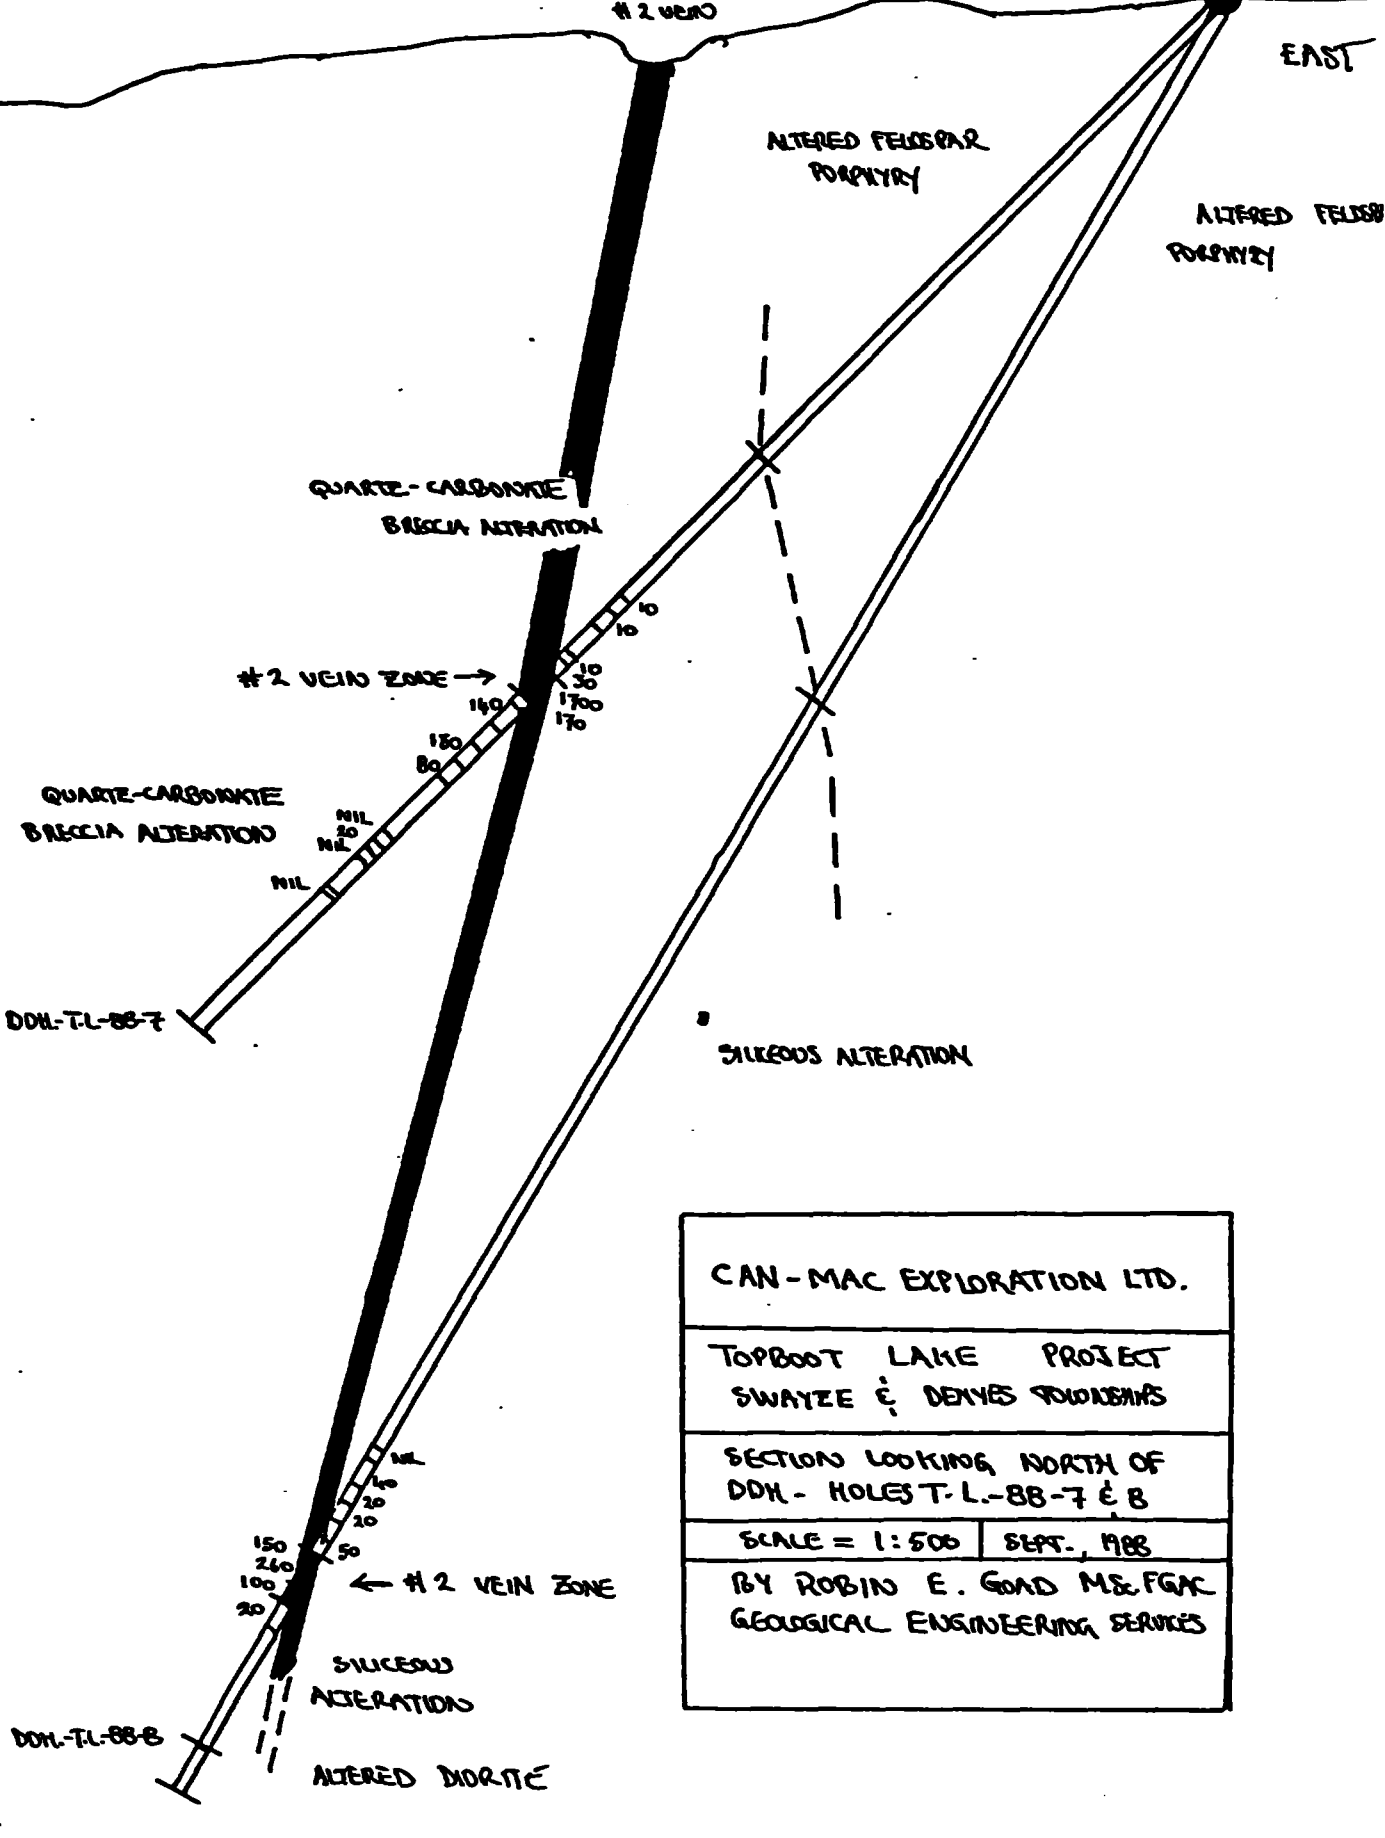 # 2 VEIN
EAST
ALTERED FELDSPAR
PORPHYRY
ALTERED FELDSP
PORPHYRY
QUARTZ-CARBONATE
BRECCIA ALTERATION
10
10
# 2 VEIN ZONE →
10
30
1700
170
140
180
80
QUARTZ-CARBONATE
BRECCIA ALTERATION
NIL
20
NIL
NIL
DDH.-T.L-88-7
SILICEOUS ALTERATION
CAN-MAC EXPLORATION LTD.
TOPBOOT LAKE PROJECT
SWAYZE & DENYES TOWNSHIPS
SECTION LOOKING NORTH OF
DDH - HOLES T.L.-88-7 & 8
SCALE = 1:500 SEPT., 1988
BY ROBIN E. GOAD MSc FGAC
GEOLOGICAL ENGINEERING SERVICES
NIL
40
20
20
50
150
260
100
20
← # 2 VEIN ZONE
SILICEOUS
ALTERATION
DDH.-T.L.-88-8
ALTERED DIORITE